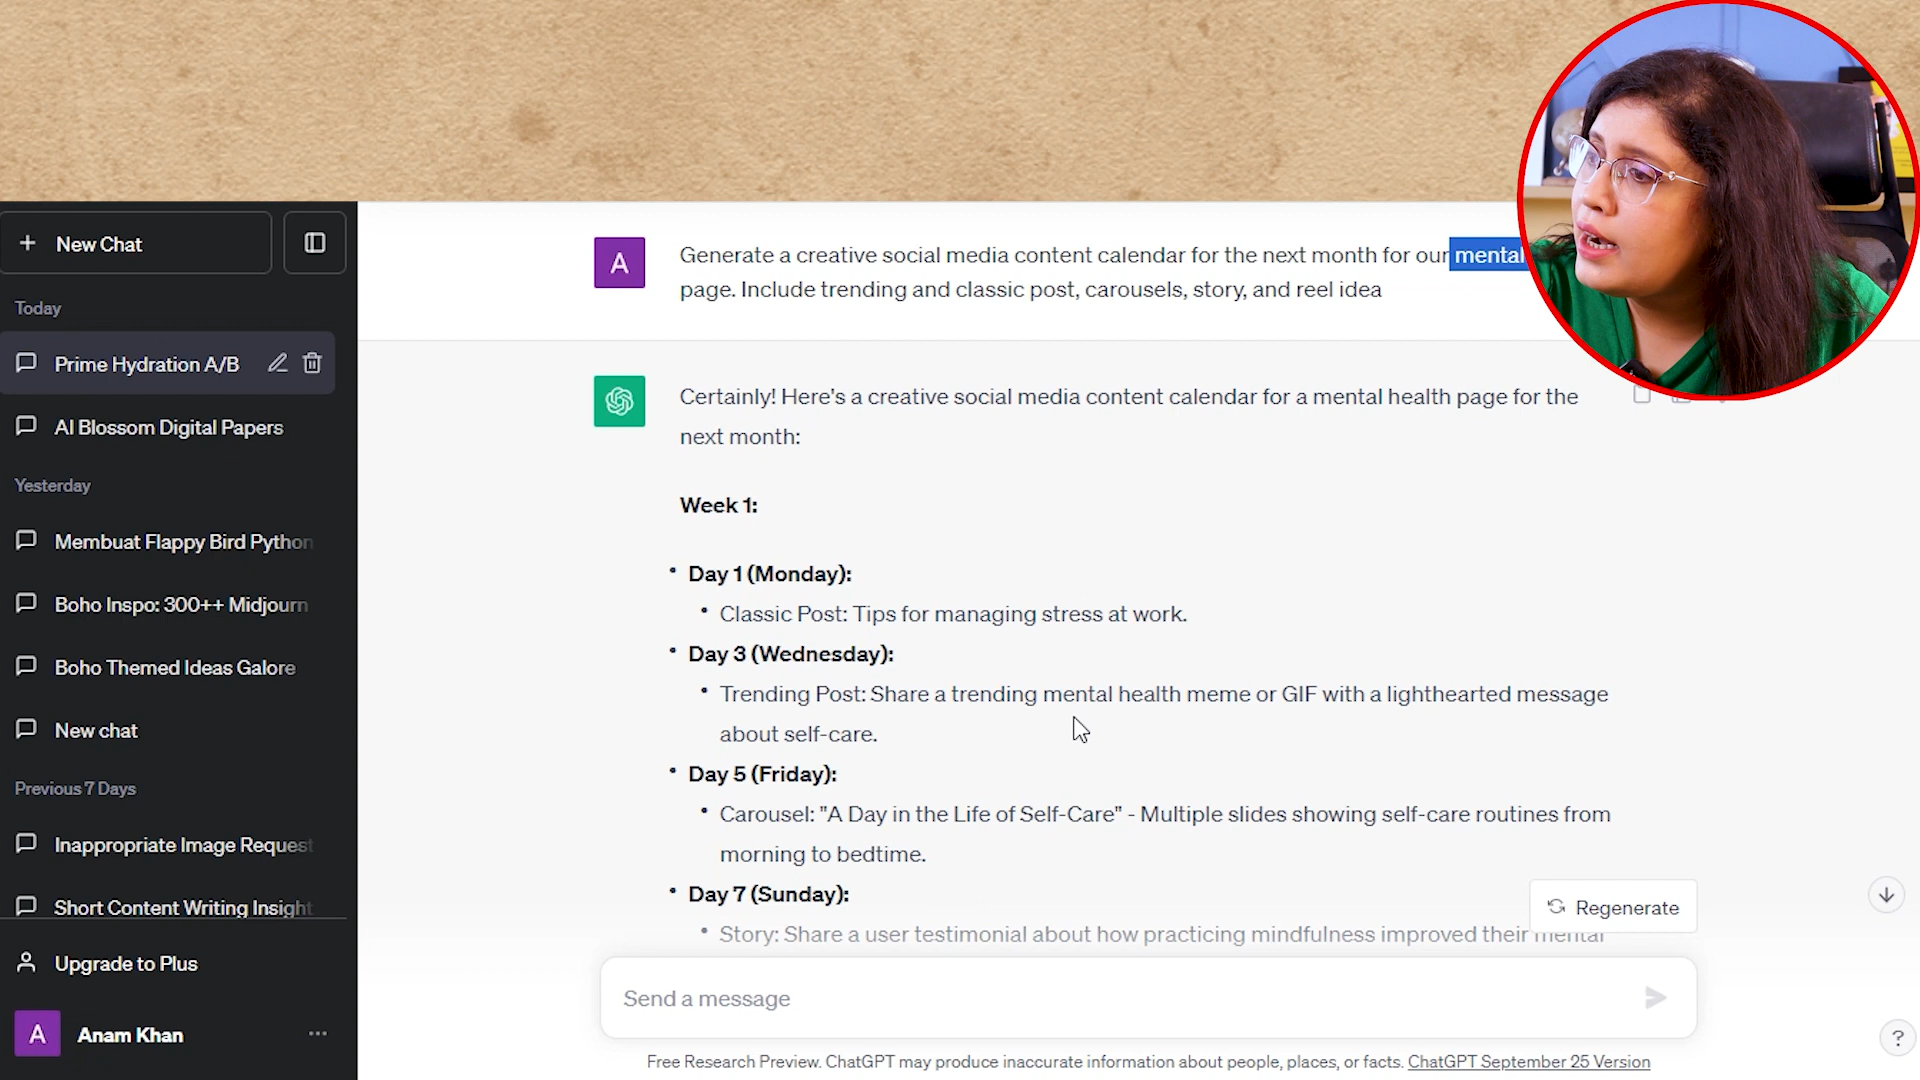 New Chat
Today
Prime Hydration A/B
AI Blossom Digital Papers
Yesterday
Membuat Flappy Bird Python
Boho Inspo: 300++ Midjourn
Boho Themed Ideas Galore
New chat
Previous 7 Days
Inappropriate Image Request
Short Content Writing Insight
Upgrade to Plus
A
Anam Khan
A
Generate a creative social media content calendar for the next month for our mental
page. Include trending and classic post, carousels, story, and reel idea
Certainly! Here's a creative social media content calendar for a mental health page for the
next month:
Week 1:
• Day 1 (Monday):
• Classic Post: Tips for managing stress at work.
• Day 3 (Wednesday):
• Trending Post: Share a trending mental health meme or GIF with a lighthearted message
about self-care.
• Day 5 (Friday):
• Carousel: "A Day in the Life of Self-Care" - Multiple slides showing self-care routines from
morning to bedtime.
• Day 7 (Sunday):
• Story: Share a user testimonial about how practicing mindfulness improved their mental
Regenerate
Send a message
?
Free Research Preview. ChatGPT may produce inaccurate information about people, places, or facts. ChatGPT September 25 Version